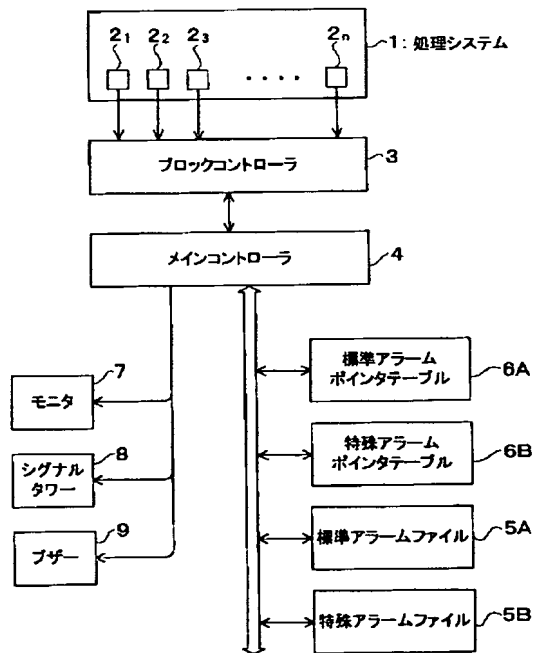 2₁ 2₂ 2₃ 2ₙ
1:処理システム
・・・・
ブロックコントローラ
3
メインコントローラ
4
7
モニタ
標準アラーム
ポインタテーブル
6A
8
シグナル
タワー
特殊アラーム
ポインタテーブル
6B
9
ブザー
標準アラームファイル
5A
特殊アラームファイル
5B